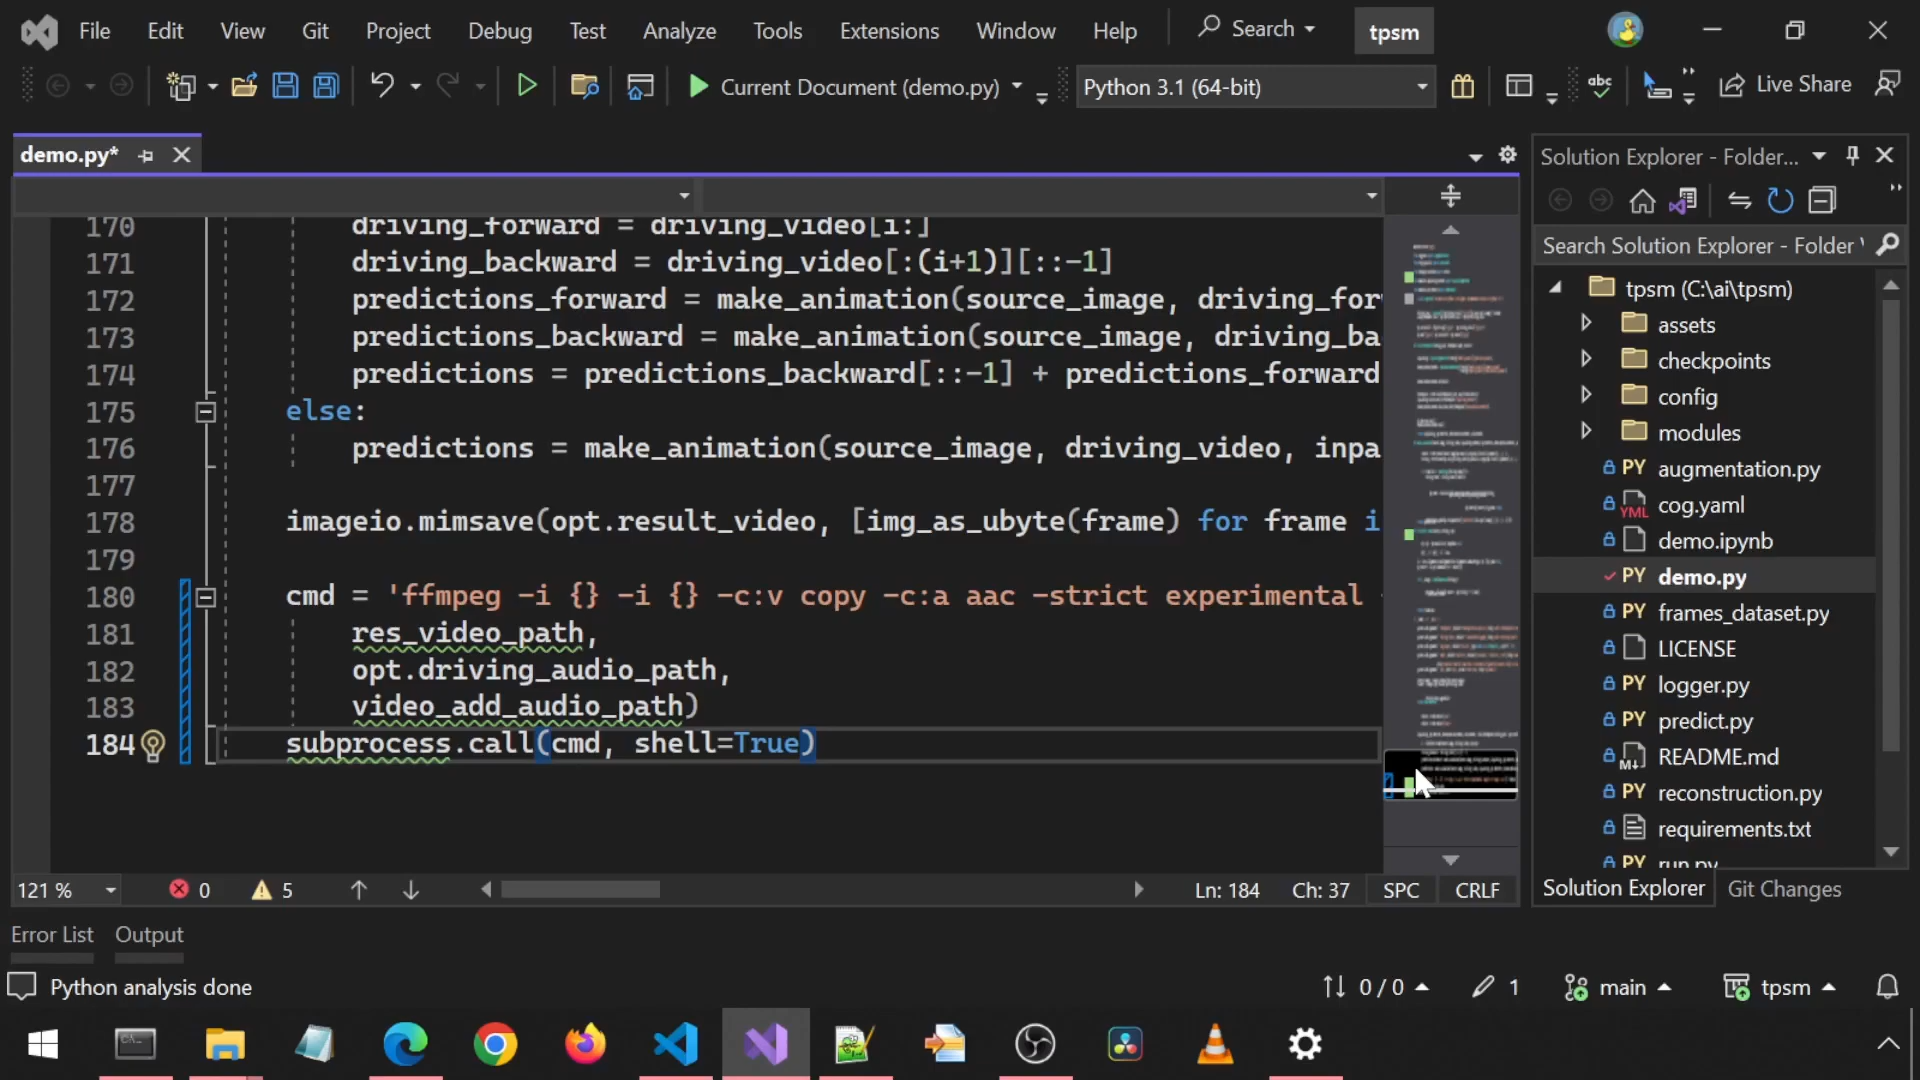 File Edit View Git Project Debug Test Analyze Tools Extensions Window Help Search tpsm
Current Document (demo.py) Python 3.1 (64-bit) abc Live Share
demo.py*
170 driving_forward = driving_video[i:]
171 driving_backward = driving_video[:(i+1)][::-1]
172 predictions_forward = make_animation(source_image, driving_for
173 predictions_backward = make_animation(source_image, driving_ba
174 predictions = predictions_backward[::-1] + predictions_forward
175 else:
176 predictions = make_animation(source_image, driving_video, inpa
177
178 imageio.mimsave(opt.result_video, [img_as_ubyte(frame) for frame i
179
180 cmd = 'ffmpeg -i {} -i {} -c:v copy -c:a aac -strict experimental -
181 res_video_path,
182 opt.driving_audio_path,
183 video_add_audio_path)
184 subprocess.call(cmd, shell=True)
121 % 0 5 Ln: 184 Ch: 37 SPC CRLF
Solution Explorer - Folder...
Search Solution Explorer - Folder
tpsm (C:\ai\tpsm)
assets
checkpoints
config
modules
PY augmentation.py
YML cog.yaml
demo.ipynb
PY demo.py
PY frames_dataset.py
LICENSE
PY logger.py
PY predict.py
M README.md
PY reconstruction.py
requirements.txt
PY run.py
Solution Explorer Git Changes
Error List Output
Python analysis done 0 / 0 1 main tpsm